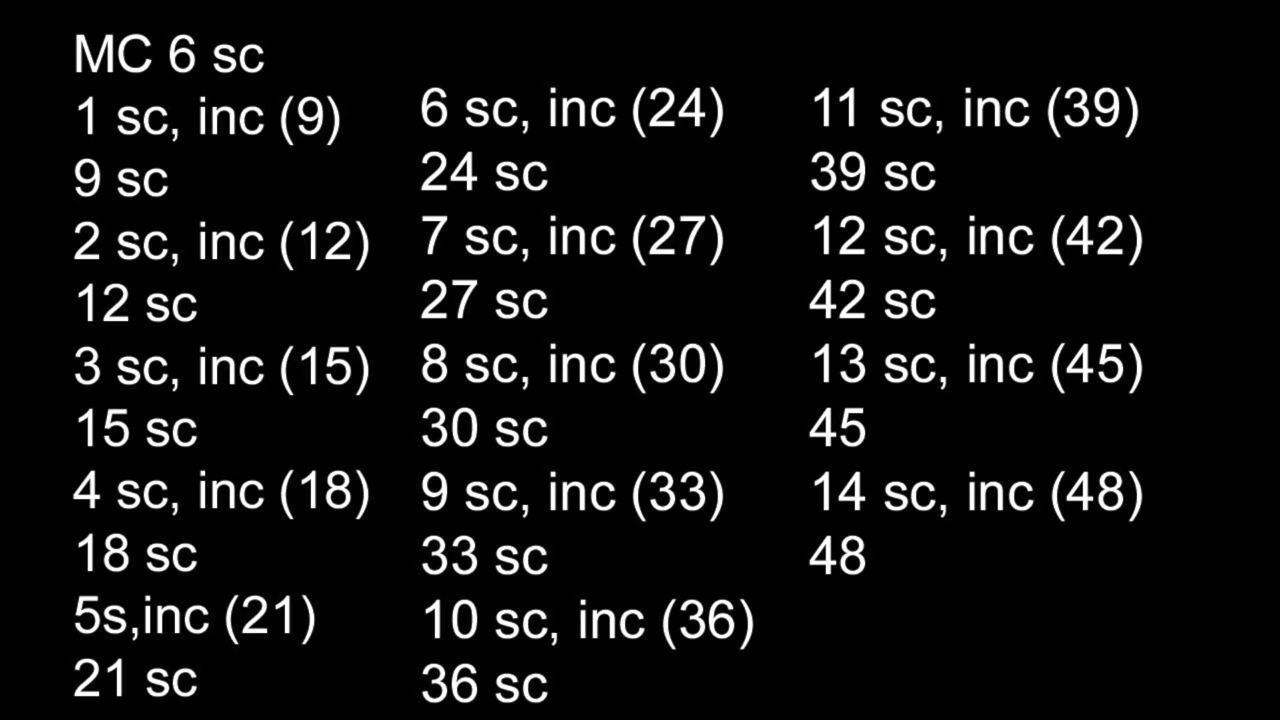 MC 6 sc
1 sc, inc (9)
9 sc
2 sc, inc (12)
12 sc
3 sc, inc (15)
15 sc
4 sc, inc (18)
18 sc
5s,inc (21)
21 sc
6 sc, inc (24)
24 sc
7 sc, inc (27)
27 sc
8 sc, inc (30)
30 sc
9 sc, inc (33)
33 sc
10 sc, inc (36)
36 sc
11 sc, inc (39)
39 sc
12 sc, inc (42)
42 sc
13 sc, inc (45)
45
14 sc, inc (48)
48